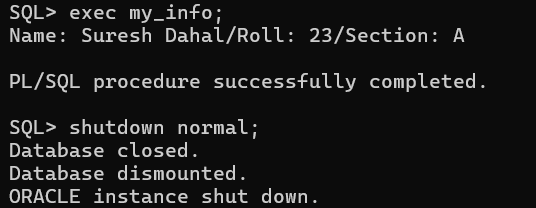 SQL> exec my_info;
Name: Suresh Dahal/Roll: 23/Section: A
PL/SQL procedure successfully completed.
SQL> shutdown normal;
Database closed.
Database dismounted.
ORACLE instance shut down.